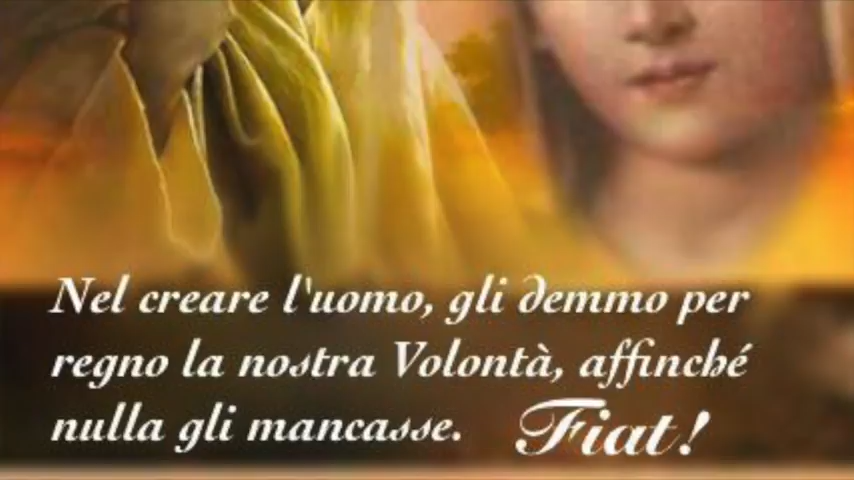 Nel creare l'uomo, gli demmo per
regno la nostra Volontà, affinché
nulla gli mancasse. Fiat!